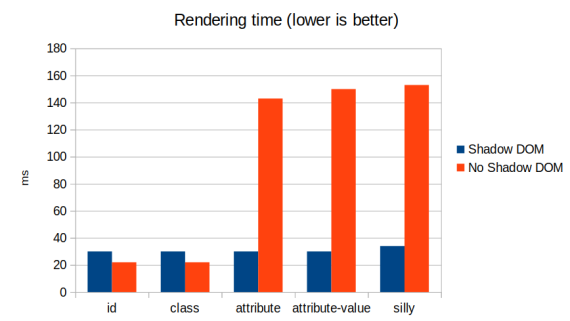 Rendering time (lower is better)
180
160
140
120
100
80
60
40
20
0
ms
id class attribute attribute-value silly
Shadow DOM
No Shadow DOM